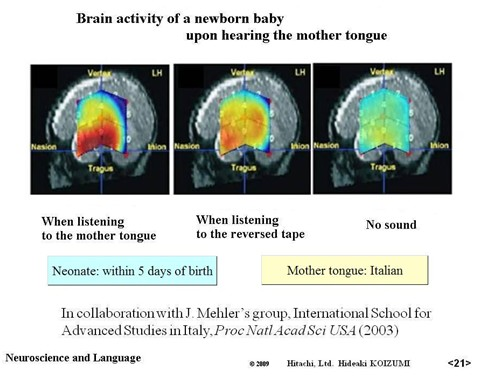 Brain activity of a newborn baby
upon hearing the mother tongue
Vertex LH
Nasion Inion
Tragus
Vertex LH
Nasion Inion
Tragus
Vertex LH
Nasion Inion
Tragus
When listening
to the mother tongue
When listening
to the reversed tape
No sound
Neonate: within 5 days of birth
Mother tongue: Italian
In collaboration with J. Mehler's group, International School for
Advanced Studies in Italy, Proc Natl Acad Sci USA (2003)
Neuroscience and Language
© 2009 Hitachi, Ltd. Hideaki KOIZUMI <21>